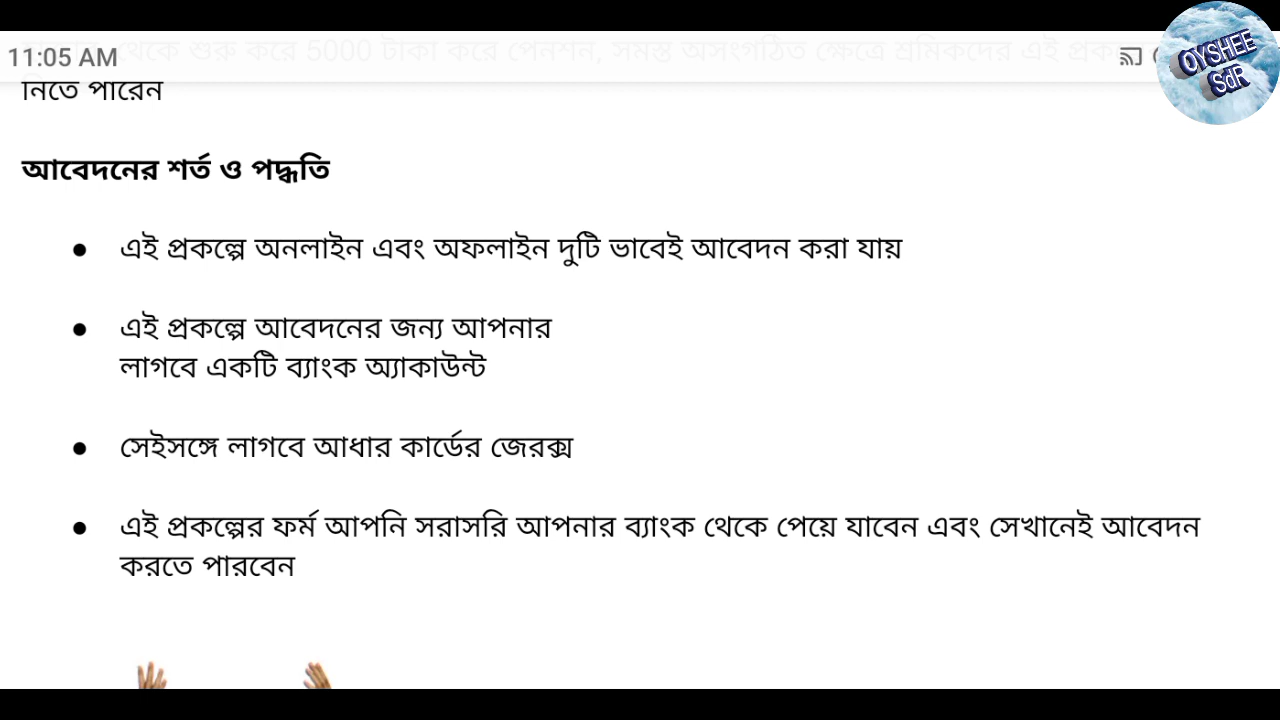 থেকে শুরু করে 5000 টাকা করে পেনশন, সমস্ত অসংগঠিত ক্ষেত্রে শ্রমিকদের এই
11:05 AM
OYSHEE
SdR
নিতে পারেন
আবেদনের শর্ত ও পদ্ধতি
● এই প্রকল্পে অনলাইন এবং অফলাইন দুটি ভাবেই আবেদন করা যায়
● এই প্রকল্পে আবেদনের জন্য আপনার
লাগবে একটি ব্যাংক অ্যাকাউন্ট
● সেইসঙ্গে লাগবে আধার কার্ডের জেরক্স
● এই প্রকল্পের ফর্ম আপনি সরাসরি আপনার ব্যাংক থেকে পেয়ে যাবেন এবং সেখানেই আবেদন
করতে পারবেন